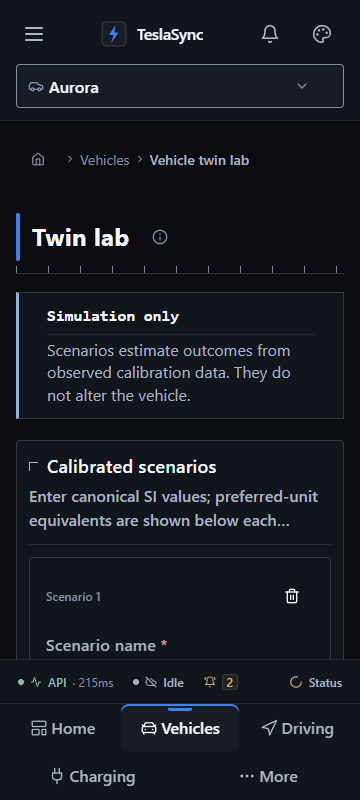 TeslaSync
Aurora
Vehicles
Vehicle twin lab
Twin lab
Simulation only
Scenarios estimate outcomes from
observed calibration data. They do
not alter the vehicle.
Calibrated scenarios
Enter canonical SI values; preferred-unit
equivalents are shown below each…
Scenario 1
Scenario name *
API · 215ms
Idle
2
Status
Home
Vehicles
Driving
Charging
More